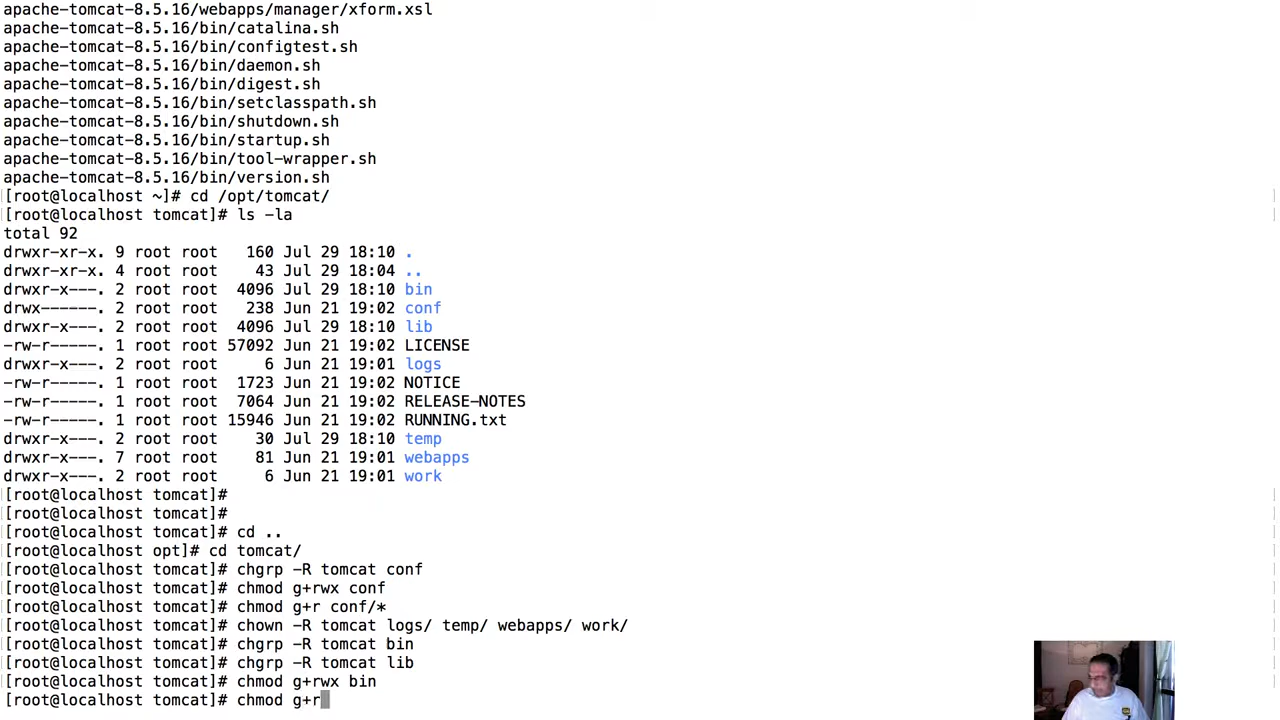 apache-tomcat-8.5.16/webapps/manager/xform.xsl
apache-tomcat-8.5.16/bin/catalina.sh
apache-tomcat-8.5.16/bin/configtest.sh
apache-tomcat-8.5.16/bin/daemon.sh
apache-tomcat-8.5.16/bin/digest.sh
apache-tomcat-8.5.16/bin/setclasspath.sh
apache-tomcat-8.5.16/bin/shutdown.sh
apache-tomcat-8.5.16/bin/startup.sh
apache-tomcat-8.5.16/bin/tool-wrapper.sh
apache-tomcat-8.5.16/bin/version.sh
[root@localhost ~]# cd /opt/tomcat/
[root@localhost tomcat]# ls -la
total 92
drwxr-xr-x. 9 root root   160 Jul 29 18:10 .
drwxr-xr-x. 4 root root    43 Jul 29 18:04 ..
drwxr-x---. 2 root root  4096 Jul 29 18:10 bin
drwx------. 2 root root   238 Jun 21 19:02 conf
drwxr-x---. 2 root root  4096 Jul 29 18:10 lib
-rw-r-----. 1 root root 57092 Jun 21 19:02 LICENSE
drwxr-x---. 2 root root     6 Jun 21 19:01 logs
-rw-r-----. 1 root root  1723 Jun 21 19:02 NOTICE
-rw-r-----. 1 root root  7064 Jun 21 19:02 RELEASE-NOTES
-rw-r-----. 1 root root 15946 Jun 21 19:02 RUNNING.txt
drwxr-x---. 2 root root    30 Jul 29 18:10 temp
drwxr-x---. 7 root root    81 Jun 21 19:01 webapps
drwxr-x---. 2 root root     6 Jun 21 19:01 work
[root@localhost tomcat]#
[root@localhost tomcat]#
[root@localhost tomcat]# cd ..
[root@localhost opt]# cd tomcat/
[root@localhost tomcat]# chgrp -R tomcat conf
[root@localhost tomcat]# chmod g+rwx conf
[root@localhost tomcat]# chmod g+r conf/*
[root@localhost tomcat]# chown -R tomcat logs/ temp/ webapps/ work/
[root@localhost tomcat]# chgrp -R tomcat bin
[root@localhost tomcat]# chgrp -R tomcat lib
[root@localhost tomcat]# chmod g+rwx bin
[root@localhost tomcat]# chmod g+r